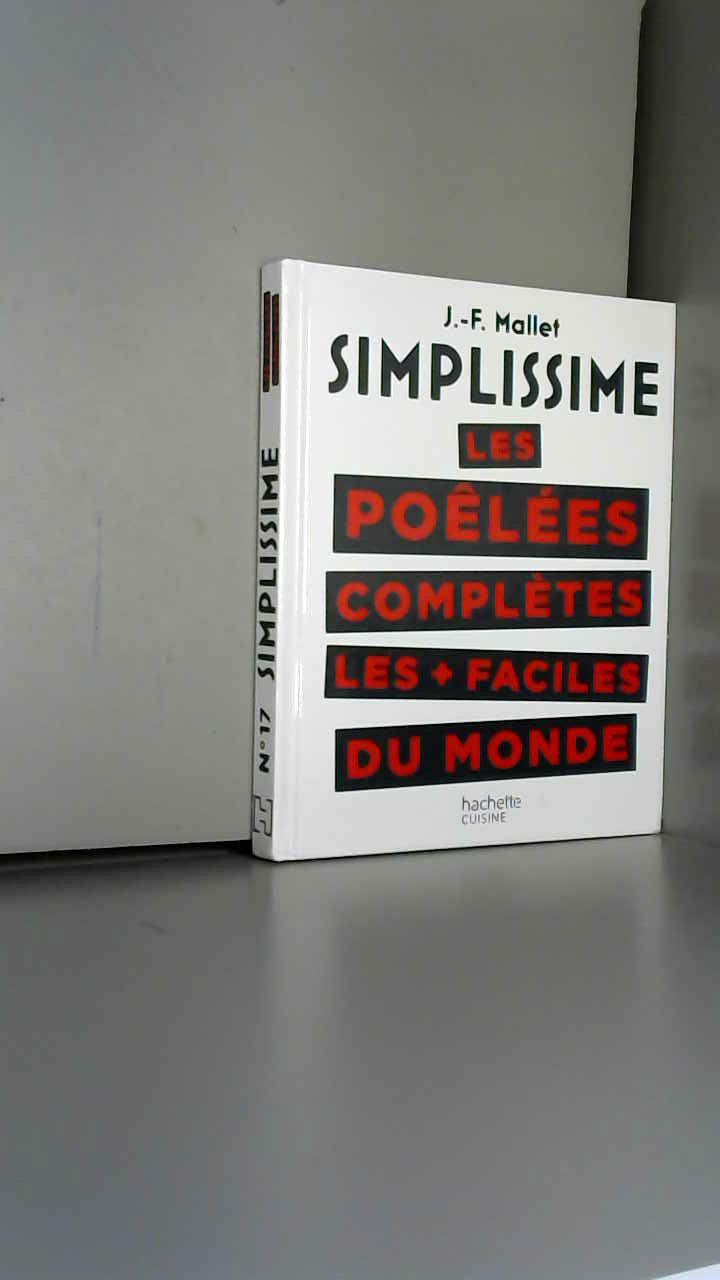 J.-F. Mallet
SIMPLISSIME
LES
POÊLÉES
COMPLÈTES
LES + FACILES
DU MONDE
hachette
CUISINE
N°17 SIMPLISSIME
H